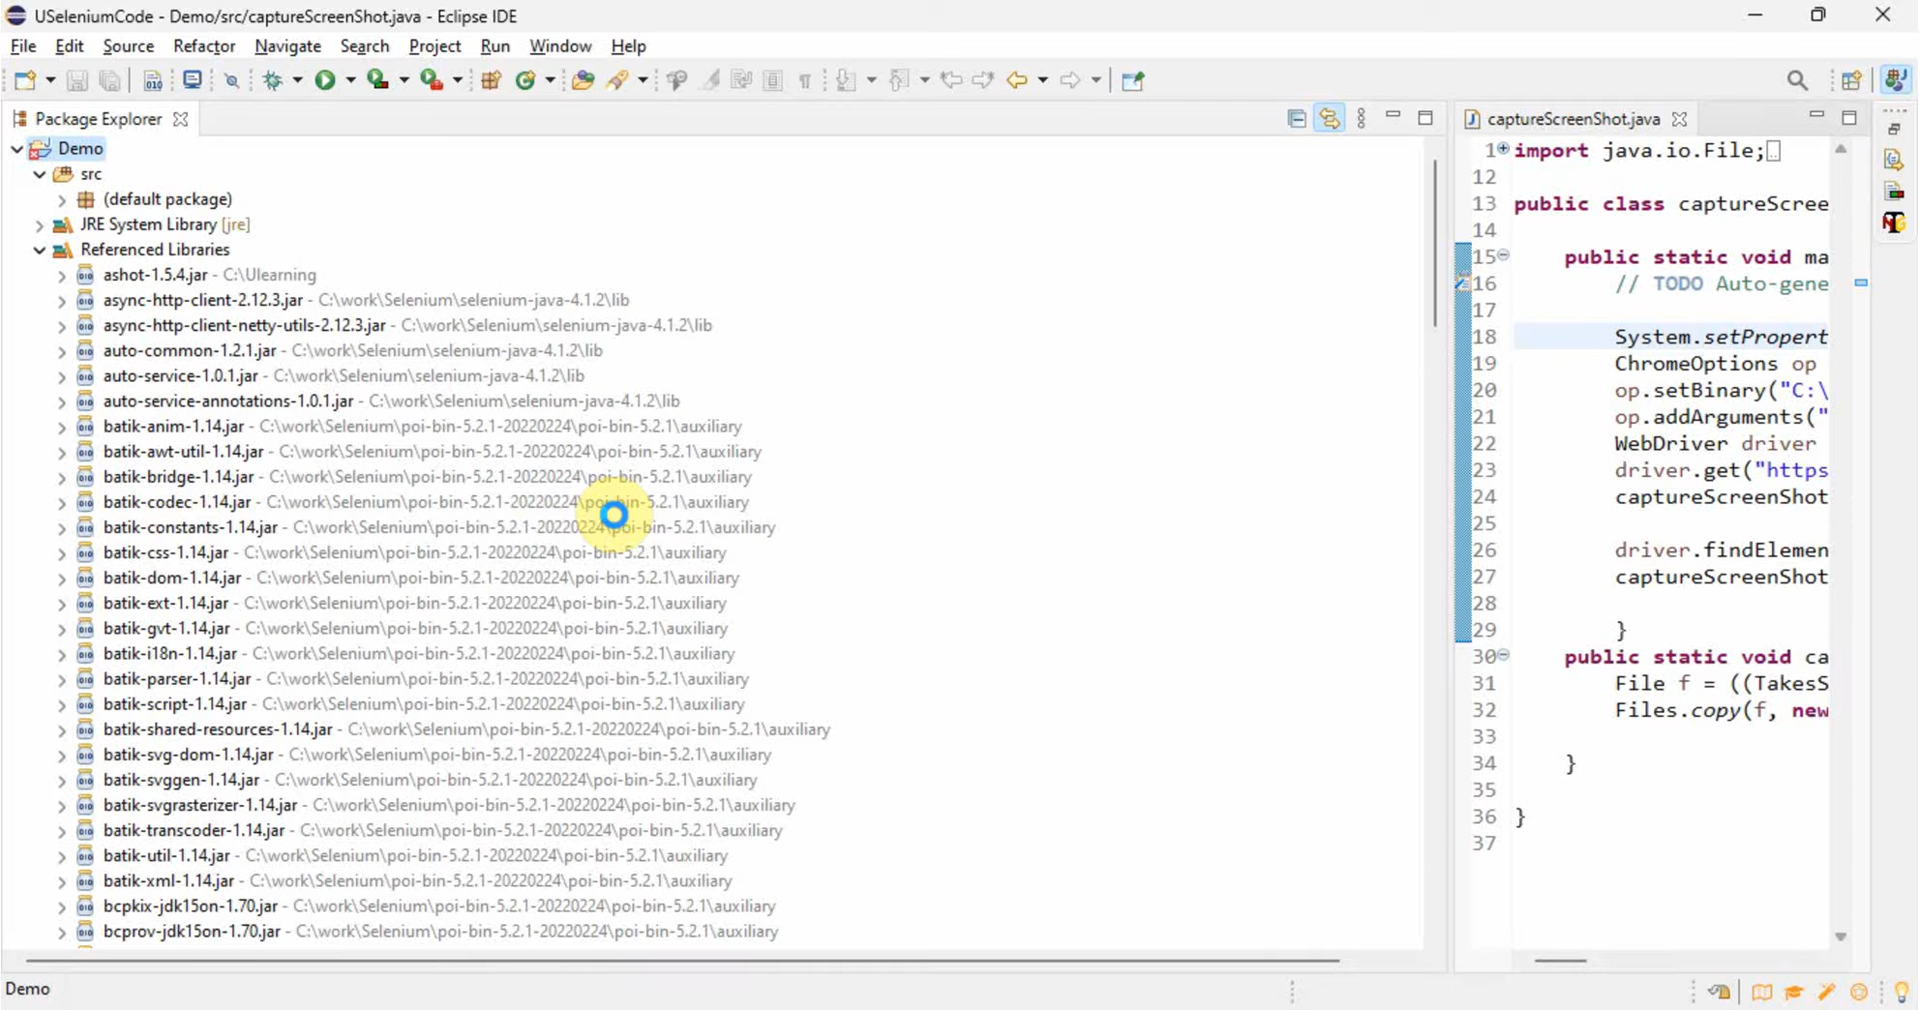 USeleniumCode - Demo/src/captureScreenShot.java - Eclipse IDE
File Edit Source Refactor Navigate Search Project Run Window Help
Package Explorer
Demo
src
(default package)
JRE System Library [jre]
Referenced Libraries
ashot-1.5.4.jar - C:\Ulearning
async-http-client-2.12.3.jar - C:\work\Selenium\selenium-java-4.1.2\lib
async-http-client-netty-utils-2.12.3.jar - C:\work\Selenium\selenium-java-4.1.2\lib
auto-common-1.2.1.jar - C:\work\Selenium\selenium-java-4.1.2\lib
auto-service-1.0.1.jar - C:\work\Selenium\selenium-java-4.1.2\lib
auto-service-annotations-1.0.1.jar - C:\work\Selenium\selenium-java-4.1.2\lib
batik-anim-1.14.jar - C:\work\Selenium\poi-bin-5.2.1-20220224\poi-bin-5.2.1\auxiliary
batik-awt-util-1.14.jar - C:\work\Selenium\poi-bin-5.2.1-20220224\poi-bin-5.2.1\auxiliary
batik-bridge-1.14.jar - C:\work\Selenium\poi-bin-5.2.1-20220224\poi-bin-5.2.1\auxiliary
batik-codec-1.14.jar - C:\work\Selenium\poi-bin-5.2.1-20220224\poi-bin-5.2.1\auxiliary
batik-constants-1.14.jar - C:\work\Selenium\poi-bin-5.2.1-20220224\poi-bin-5.2.1\auxiliary
batik-css-1.14.jar - C:\work\Selenium\poi-bin-5.2.1-20220224\poi-bin-5.2.1\auxiliary
batik-dom-1.14.jar - C:\work\Selenium\poi-bin-5.2.1-20220224\poi-bin-5.2.1\auxiliary
batik-ext-1.14.jar - C:\work\Selenium\poi-bin-5.2.1-20220224\poi-bin-5.2.1\auxiliary
batik-gvt-1.14.jar - C:\work\Selenium\poi-bin-5.2.1-20220224\poi-bin-5.2.1\auxiliary
batik-i18n-1.14.jar - C:\work\Selenium\poi-bin-5.2.1-20220224\poi-bin-5.2.1\auxiliary
batik-parser-1.14.jar - C:\work\Selenium\poi-bin-5.2.1-20220224\poi-bin-5.2.1\auxiliary
batik-script-1.14.jar - C:\work\Selenium\poi-bin-5.2.1-20220224\poi-bin-5.2.1\auxiliary
batik-shared-resources-1.14.jar - C:\work\Selenium\poi-bin-5.2.1-20220224\poi-bin-5.2.1\auxiliary
batik-svg-dom-1.14.jar - C:\work\Selenium\poi-bin-5.2.1-20220224\poi-bin-5.2.1\auxiliary
batik-svggen-1.14.jar - C:\work\Selenium\poi-bin-5.2.1-20220224\poi-bin-5.2.1\auxiliary
batik-svgrasterizer-1.14.jar - C:\work\Selenium\poi-bin-5.2.1-20220224\poi-bin-5.2.1\auxiliary
batik-transcoder-1.14.jar - C:\work\Selenium\poi-bin-5.2.1-20220224\poi-bin-5.2.1\auxiliary
batik-util-1.14.jar - C:\work\Selenium\poi-bin-5.2.1-20220224\poi-bin-5.2.1\auxiliary
batik-xml-1.14.jar - C:\work\Selenium\poi-bin-5.2.1-20220224\poi-bin-5.2.1\auxiliary
bcpkix-jdk15on-1.70.jar - C:\work\Selenium\poi-bin-5.2.1-20220224\poi-bin-5.2.1\auxiliary
bcprov-jdk15on-1.70.jar - C:\work\Selenium\poi-bin-5.2.1-20220224\poi-bin-5.2.1\auxiliary
captureScreenShot.java
1 import java.io.File;
12
13 public class captureScree
14
15 public static void ma
16 // TODO Auto-gene
17
18 System.setPropert
19 ChromeOptions op
20 op.setBinary("C:\
21 op.addArguments("
22 WebDriver driver
23 driver.get("https
24 captureScreenShot
25
26 driver.findElemen
27 captureScreenShot
28
29 }
30 public static void ca
31 File f = ((TakesS
32 Files.copy(f, new
33
34 }
35
36 }
37
Demo